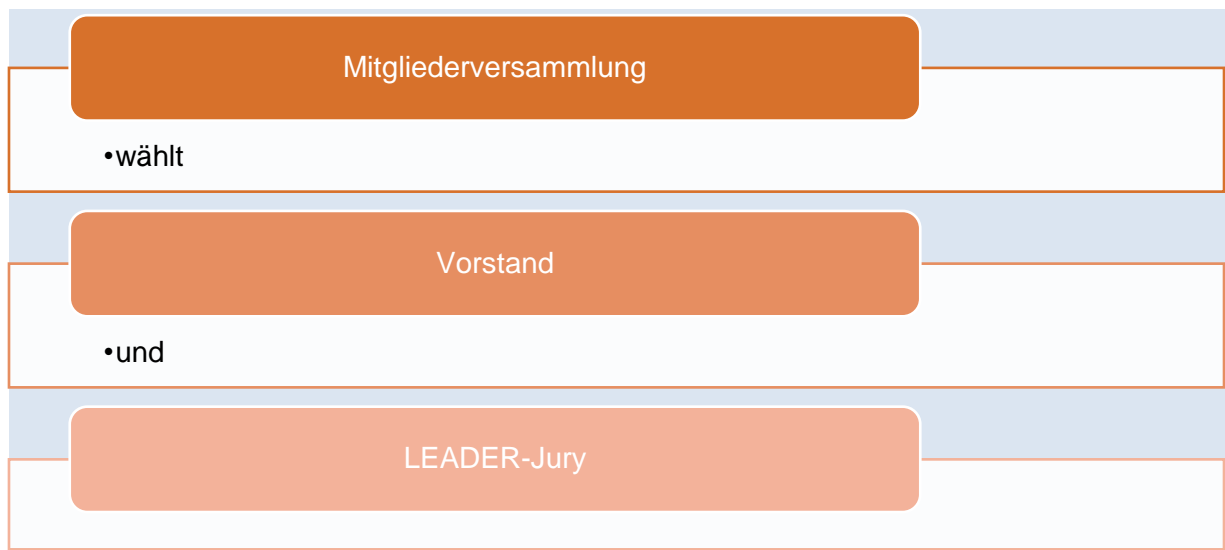 Mitgliederversammlung
•wählt
Vorstand
•und
LEADER-Jury